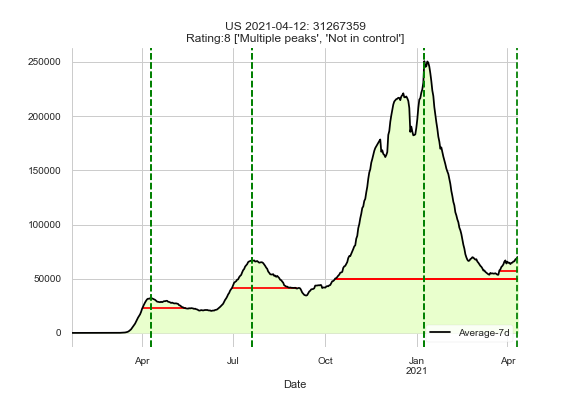 US 2021-04-12: 31267359
Rating:8 ['Multiple peaks', 'Not in control']
250000
200000
150000
100000
50000
0
Average-7d
Apr
Jul
Oct
Jan
2021
Apr
Date